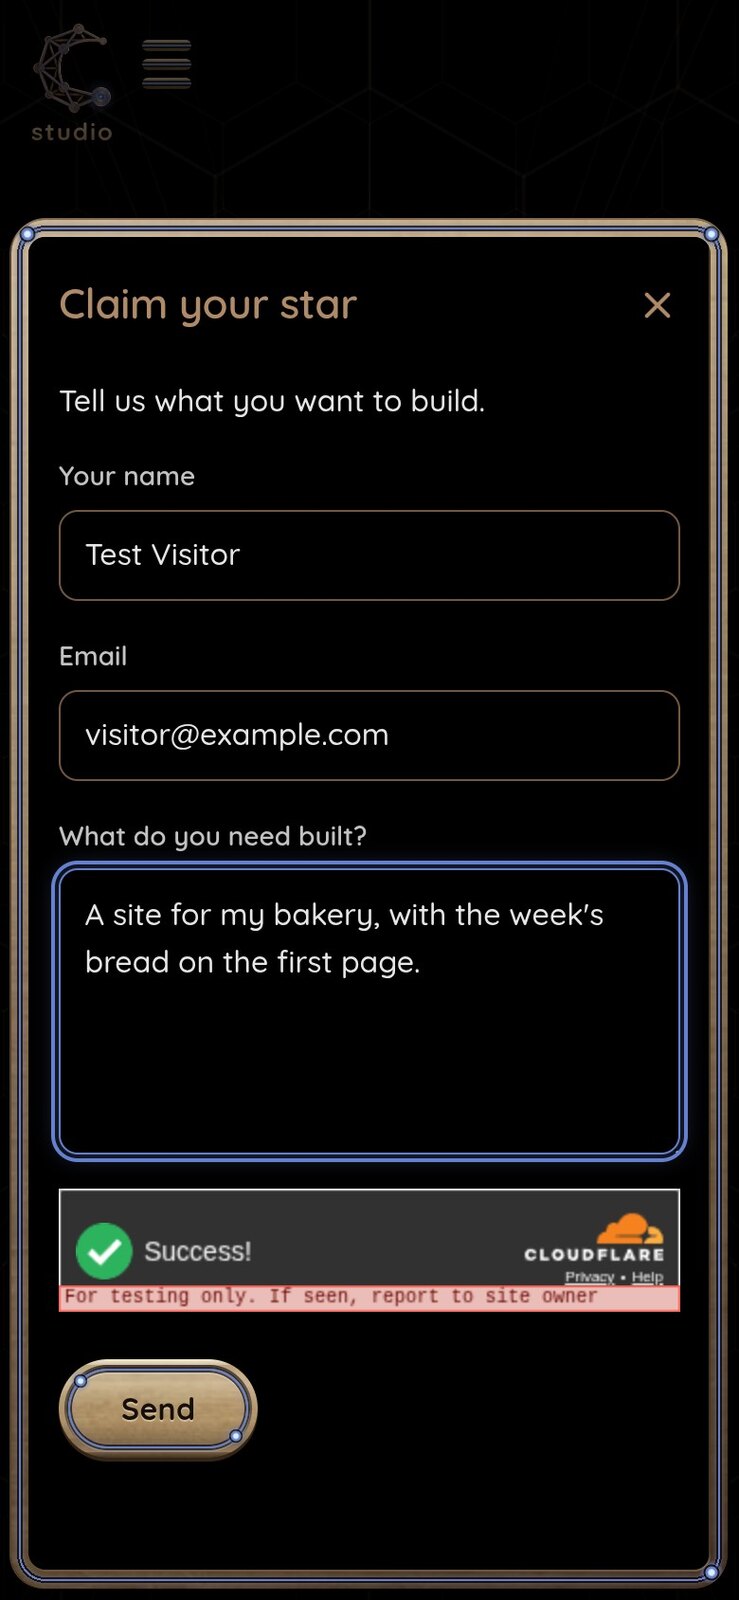 studio
Claim your star
Tell us what you want to build.
Your name
Test Visitor
Email
visitor@example.com
What do you need built?
A site for my bakery, with the week's
bread on the first page.
Success!
CLOUDFLARE
Privacy • Help
For testing only. If seen, report to site owner
Send